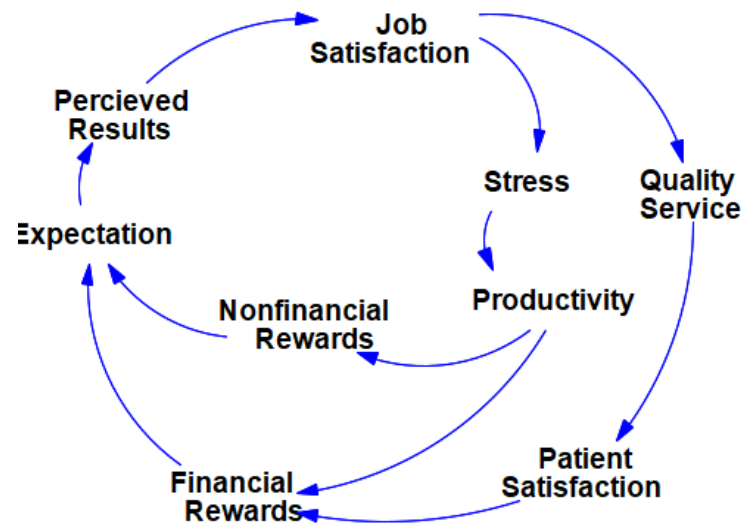 Job
Satisfaction
Percieved
Results
Stress
Quality
Service
Expectation
Productivity
Nonfinancial
Rewards
Patient
Satisfaction
Financial
Rewards